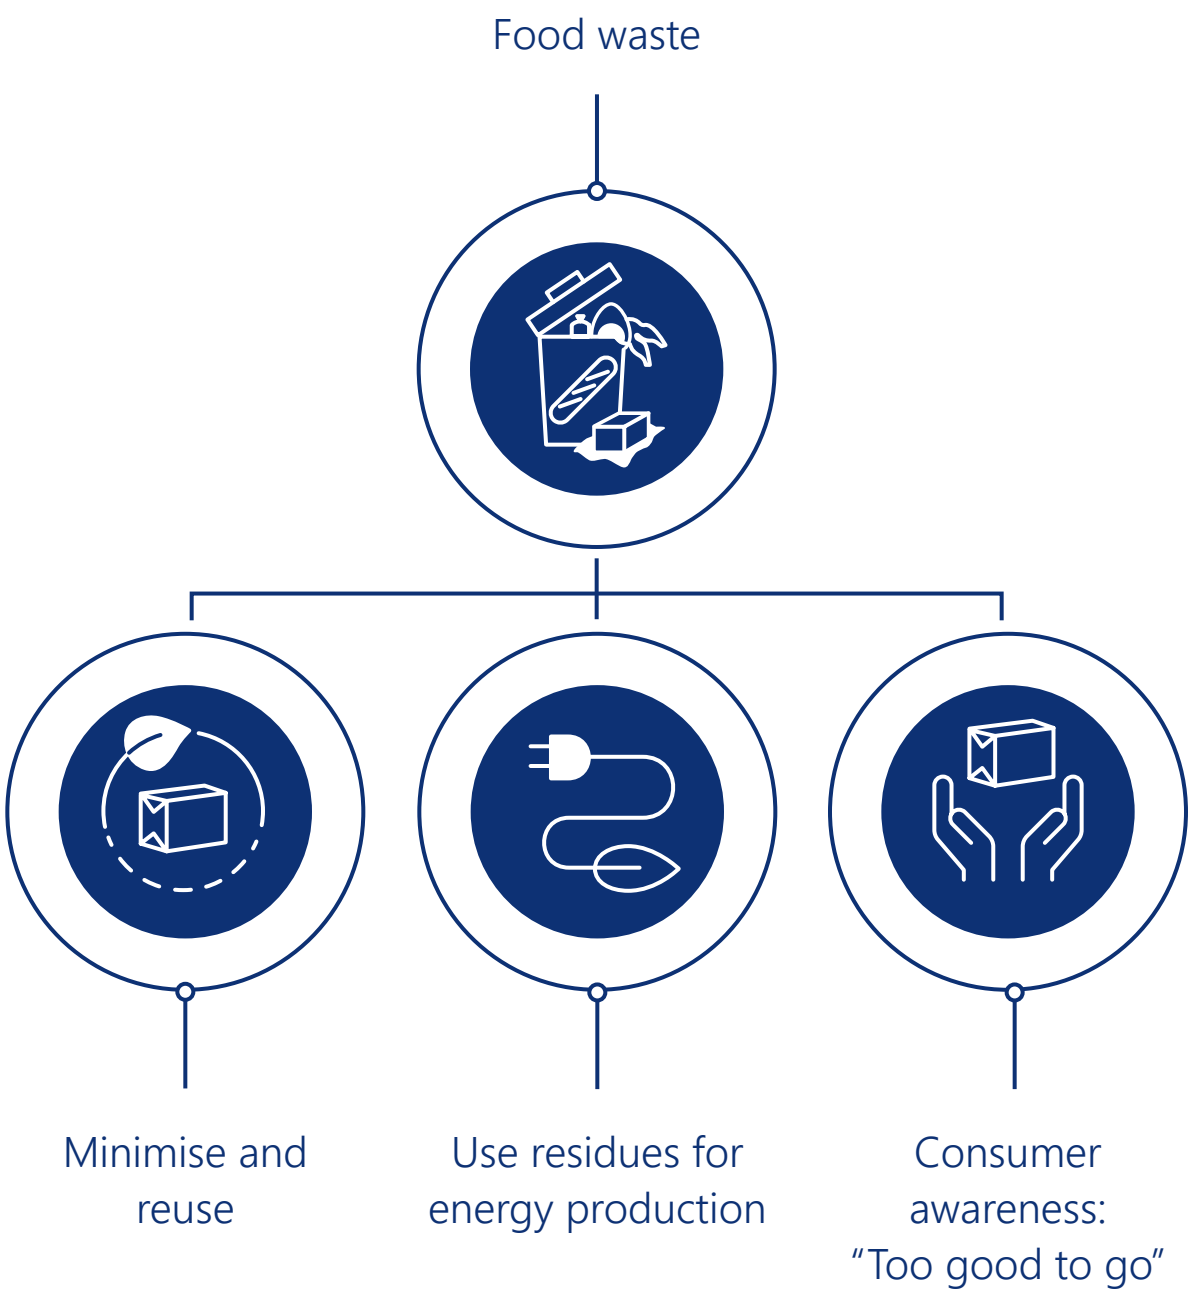 Food waste
Minimise and
reuse
Use residues for
energy production
Consumer
awareness:
“Too good to go”